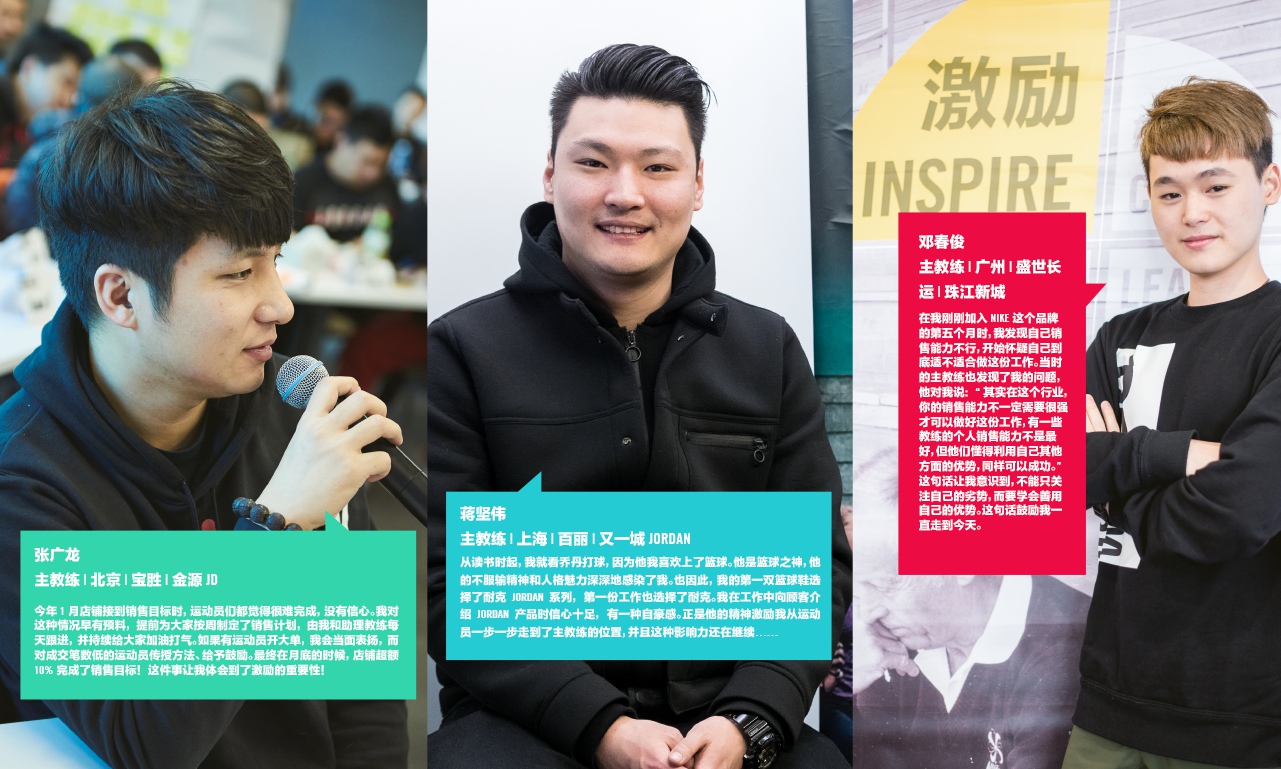 张广龙
主教练 | 北京 | 宝胜 | 金源 JD
今年 1 月店铺接到销售目标时，运动员们都觉得很难完成，没有信心。我对
这种情况早有预料，提前为大家按周制定了销售计划，由我和助理教练每
天跟进，并持续给大家加油打气。如果有运动员开大单，我会当面表扬，而
对成交笔数低的运动员传授方法、给予鼓励。最终在月底的时候，店铺超额
10% 完成了销售目标！这件事让我体会到了激励的重要性！
蒋坚伟
主教练 | 上海 | 百丽 | 又一城 JORDAN
从读书时起，我就看乔丹打球，因为他我喜欢上了篮球。他是篮球之神，他
的不服输精神和人格魅力深深地感染了我。也因此，我的第一双篮球鞋选
择了耐克 JORDAN 系列，第一份工作也选择了耐克。我在工作中向顾客介
绍 JORDAN 产品时信心十足，有一种自豪感。正是他的精神激励我从运动
员一步一步走到了主教练的位置，并且这种影响力还在继续……
激励
INSPIRE
邓春俊
主教练 | 广州 | 盛世长
运 | 珠江新城
在我刚刚加入 NIKE 这个品牌
的第五个月时，我发现自己销
售能力不行，开始怀疑自己到
底适不适合做这份工作。当时
的主教练也发现了我的问题，
他对我说：“其实在这个行业，
你的销售能力不一定需要很强
才可以做好这份工作，有一些
教练的个人销售能力不是最
好，但他们懂得利用自己其他
方面的优势，同样可以成功。”
这句话让我意识到，不能只关
注自己的劣势，而要学会善用
自己的优势。这句话鼓励我一
直走到今天。